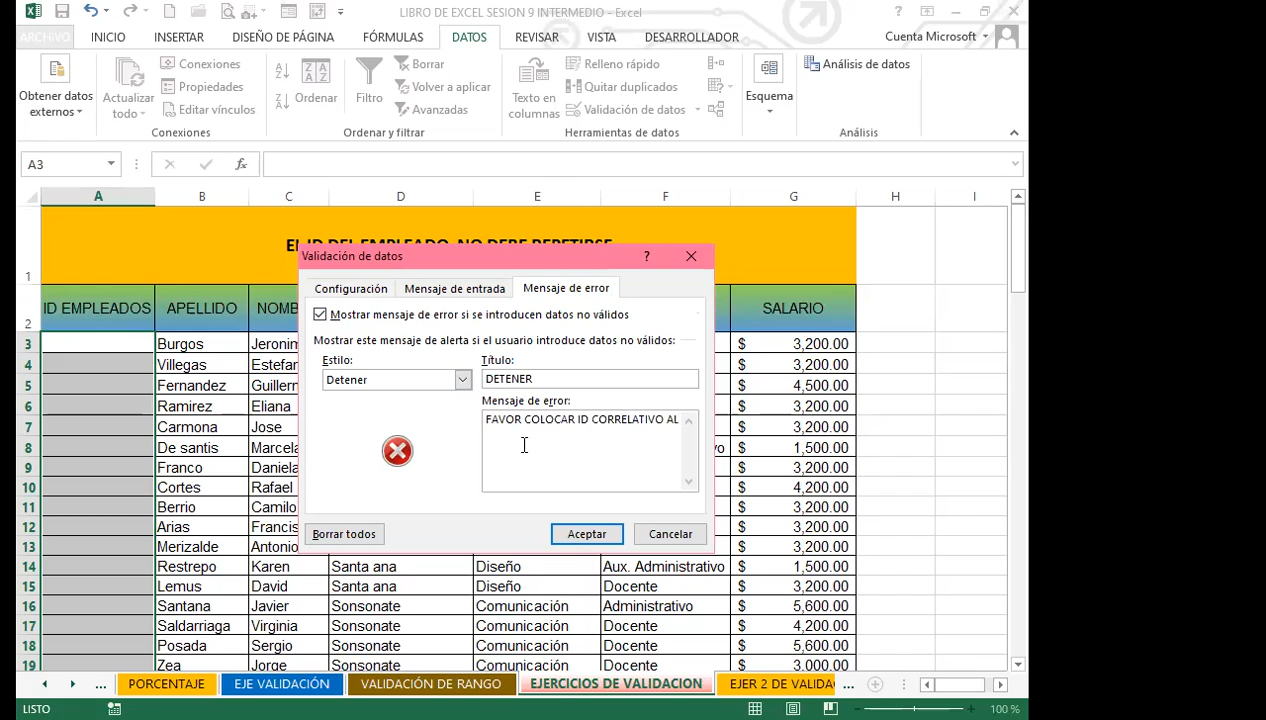 LIBRO DE EXCEL SESION 9 INTERMEDIO - Excel
ARCHIVO INICIO INSERTAR DISEÑO DE PÁGINA FÓRMULAS DATOS REVISAR VISTA DESARROLLADOR Cuenta Microsoft
Obtener datos externos
Actualizar todo
Conexiones
Propiedades
Editar vínculos
Conexiones
Ordenar
Filtro
Borrar
Volver a aplicar
Avanzadas
Ordenar y filtrar
Texto en columnas
Relleno rápido
Quitar duplicados
Validación de datos
Herramientas de datos
Esquema
Análisis de datos
Análisis
A3 fx
A B C D E F G H I
1
Validación de datos ?
Configuración Mensaje de entrada Mensaje de error
Mostrar mensaje de error si se introducen datos no válidos
Mostrar este mensaje de alerta si el usuario introduce datos no válidos:
Estilo: Título:
Detener DETENER
Mensaje de error:
FAVOR COLOCAR ID CORRELATIVO AL
Borrar todos Aceptar Cancelar
2 ID EMPLEADOS APELLIDO NOMB SALARIO
3 Burgos Jeronim $ 3,200.00
4 Villegas Estefan $ 3,200.00
5 Fernandez Guillern $ 4,500.00
6 Ramirez Eliana $ 3,200.00
7 Carmona Jose $ 3,200.00
8 De santis Marcela vo $ 1,500.00
9 Franco Daniela $ 3,200.00
10 Cortes Rafael $ 4,200.00
11 Berrio Camilo $ 3,200.00
12 Arias Francis $ 3,200.00
13 Merizalde Antonio $ 3,200.00
14 Restrepo Karen Santa ana Diseño Aux. Administrativo $ 1,500.00
15 Lemus David Santa ana Diseño Docente $ 3,200.00
16 Santana Javier Sonsonate Comunicación Administrativo $ 5,600.00
17 Saldarriaga Virginia Sonsonate Comunicación Docente $ 4,200.00
18 Posada Sergio Sonsonate Comunicación Docente $ 5,600.00
19 Zea Jorge Sonsonate Comunicación Docente $ 3,000.00
... PORCENTAJE EJE VALIDACIÓN VALIDACIÓN DE RANGO EJERCICIOS DE VALIDACION EJER 2 DE VALIDA ...
LISTO 100 %